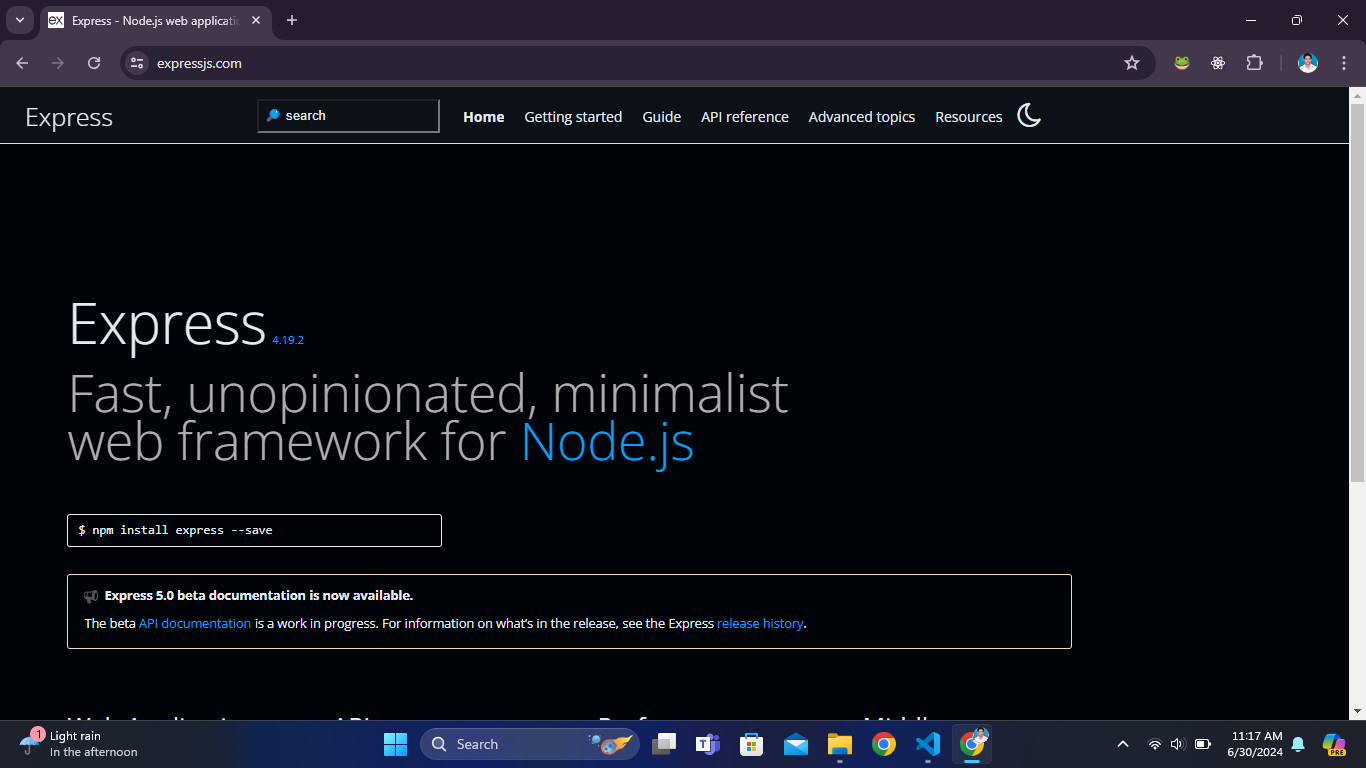 Express - Node.js web applicati
expressjs.com
Express
search
Home
Getting started
Guide
API reference
Advanced topics
Resources
Express 4.19.2
Fast, unopinionated, minimalist
web framework for Node.js
$ npm install express --save
Express 5.0 beta documentation is now available.
The beta API documentation is a work in progress. For information on what's in the release, see the Express release history.
1
Light rain
In the afternoon
Search
11:17 AM
6/30/2024
PRE